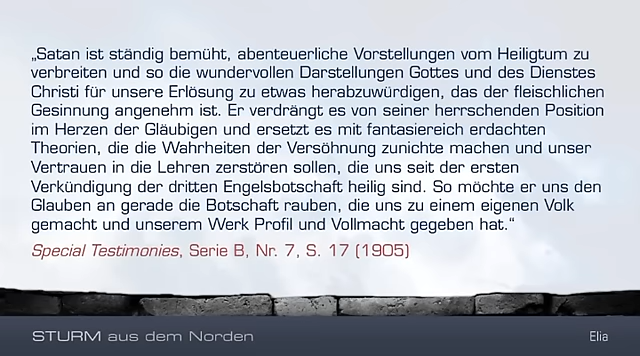 „Satan ist ständig bemüht, abenteuerliche Vorstellungen vom Heiligtum zu
verbreiten und so die wundervollen Darstellungen Gottes und des Dienstes
Christi für unsere Erlösung zu etwas herabzuwürdigen, das der fleischlichen
Gesinnung angenehm ist. Er verdrängt es von seiner herrschenden Position
im Herzen der Gläubigen und ersetzt es mit fantasiereich erdachten
Theorien, die die Wahrheiten der Versöhnung zunichte machen und unser
Vertrauen in die Lehren zerstören sollen, die uns seit der ersten
Verkündigung der dritten Engelsbotschaft heilig sind. So möchte er uns den
Glauben an gerade die Botschaft rauben, die uns zu einem eigenen Volk
gemacht und unserem Werk Profil und Vollmacht gegeben hat.“
Special Testimonies, Serie B, Nr. 7, S. 17 (1905)
STURM aus dem Norden
Elia